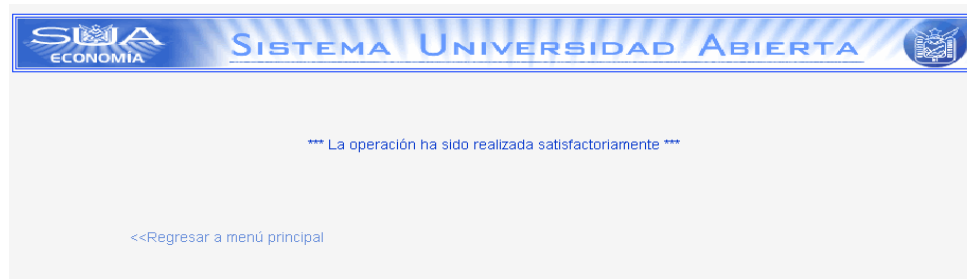 SUA
ECONOMÍA
SISTEMA UNIVERSIDAD ABIERTA
*** La operación ha sido realizada satisfactoriamente ***
<<Regresar a menú principal